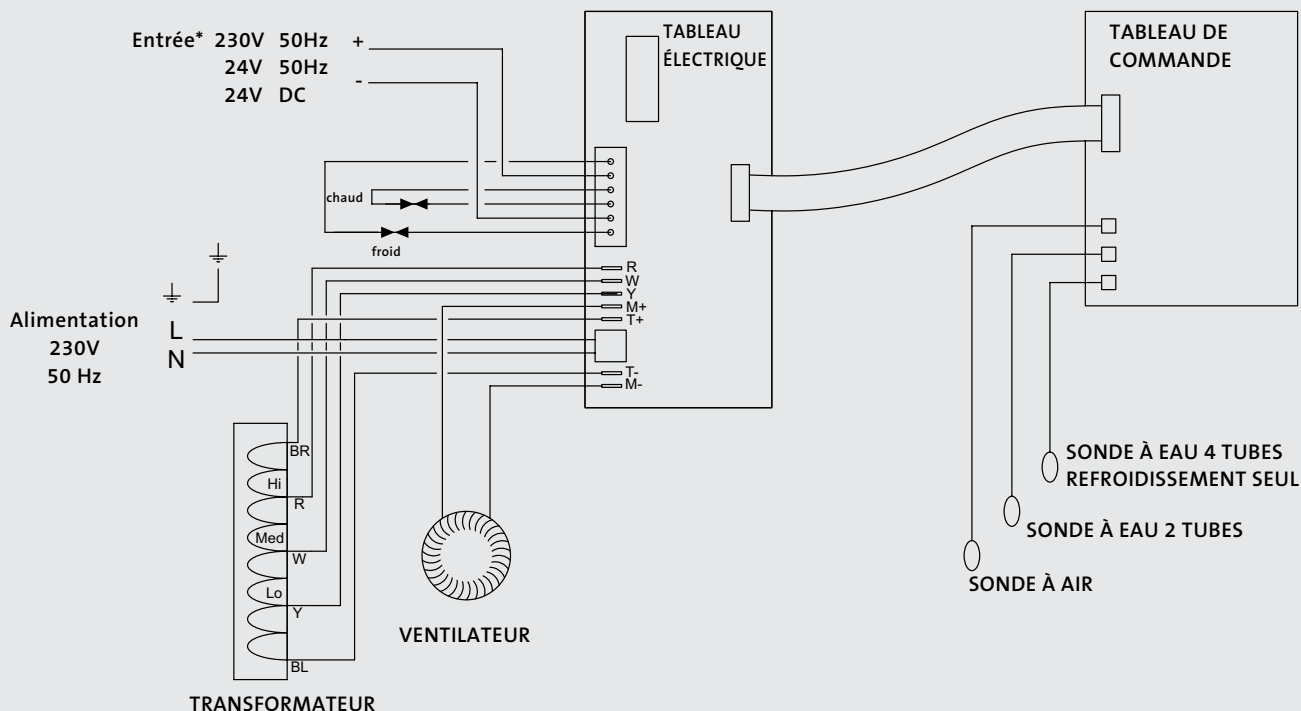 Entrée* 230V 50Hz +
24V 50Hz -
24V DC
TABLEAU
ÉLECTRIQUE
TABLEAU DE
COMMANDE
chaud
froid
R
W
Y
M+
T+
T-
M-
Alimentation
230V
50 Hz
L
N
BR
Hi
R
Med
W
Lo
Y
BL
TRANSFORMATEUR
VENTILATEUR
SONDE À EAU 4 TUBES
REFROIDISSEMENT SEUL
SONDE À EAU 2 TUBES
SONDE À AIR